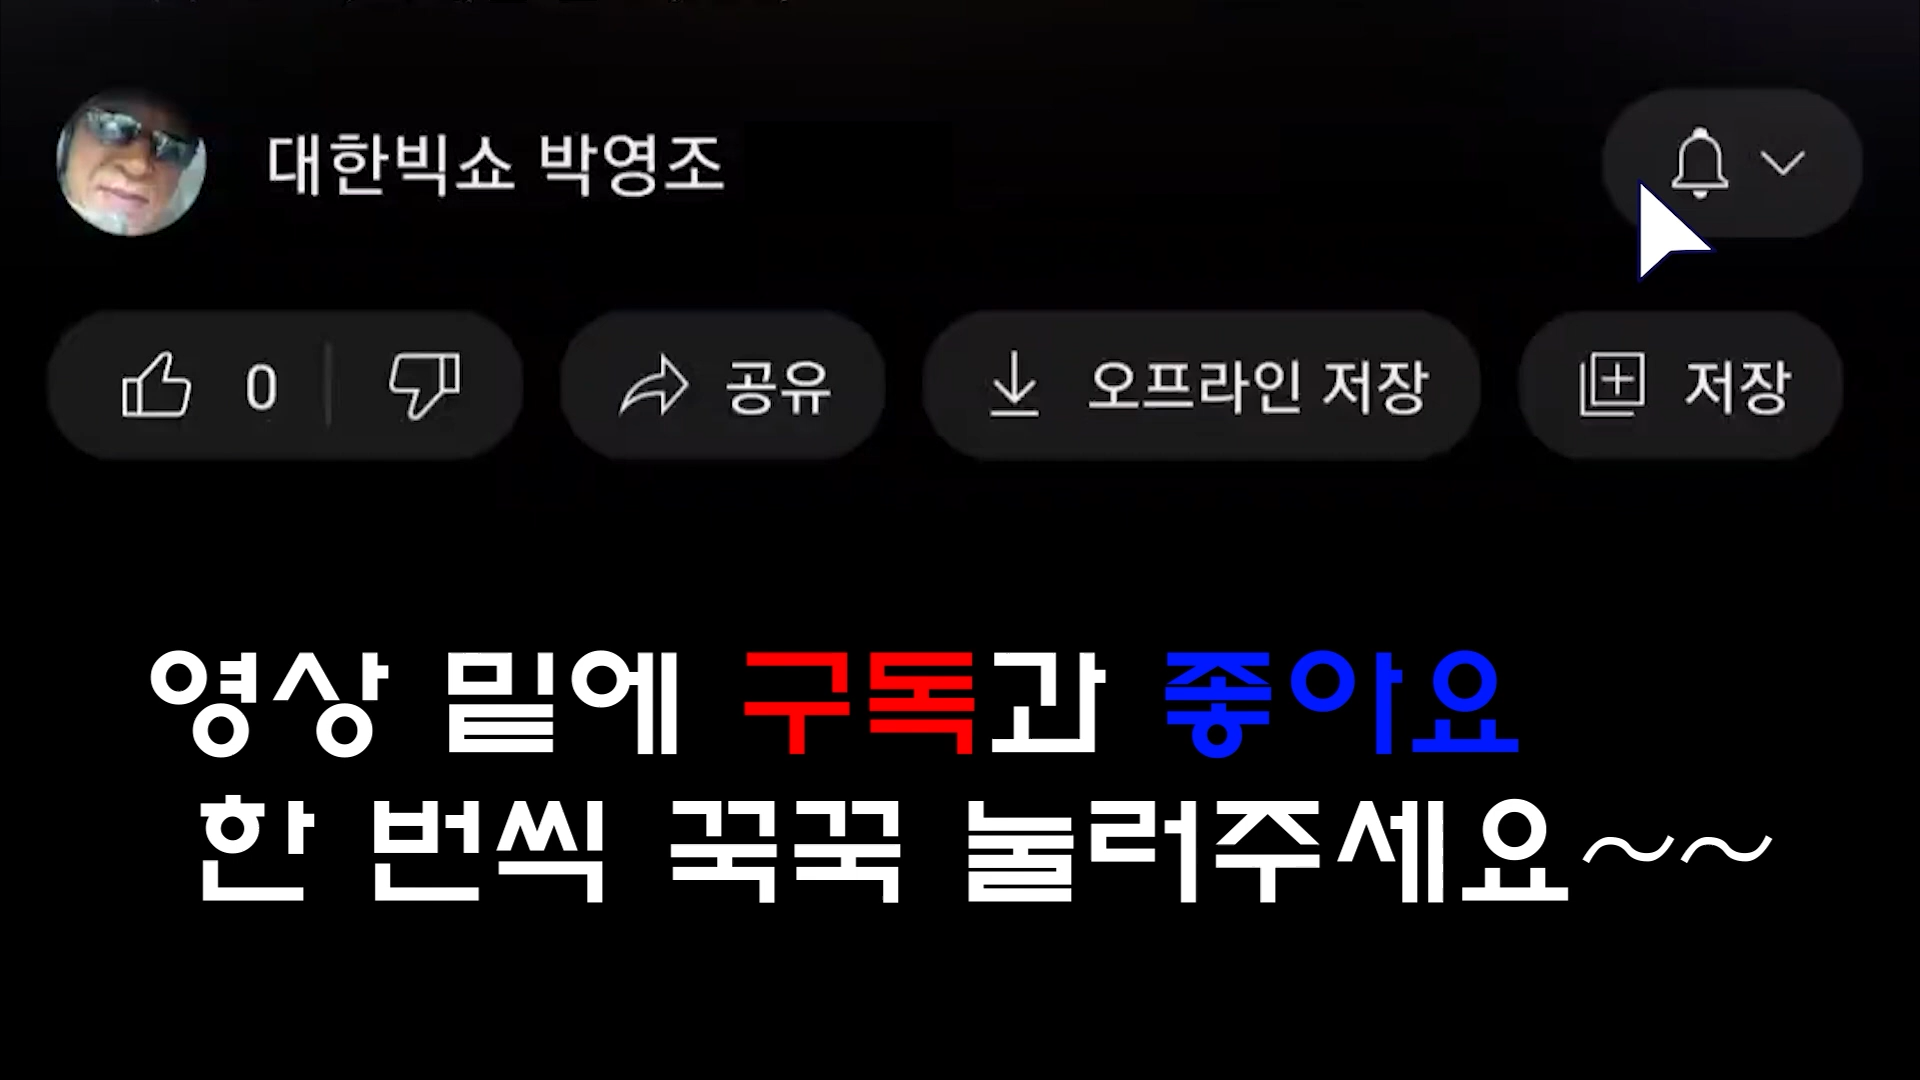 대한빅쇼 박영조
0
공유
오프라인 저장
저장
영상 밑에 구독과 좋아요
한 번씩 꾹꾹 눌러주세요~~